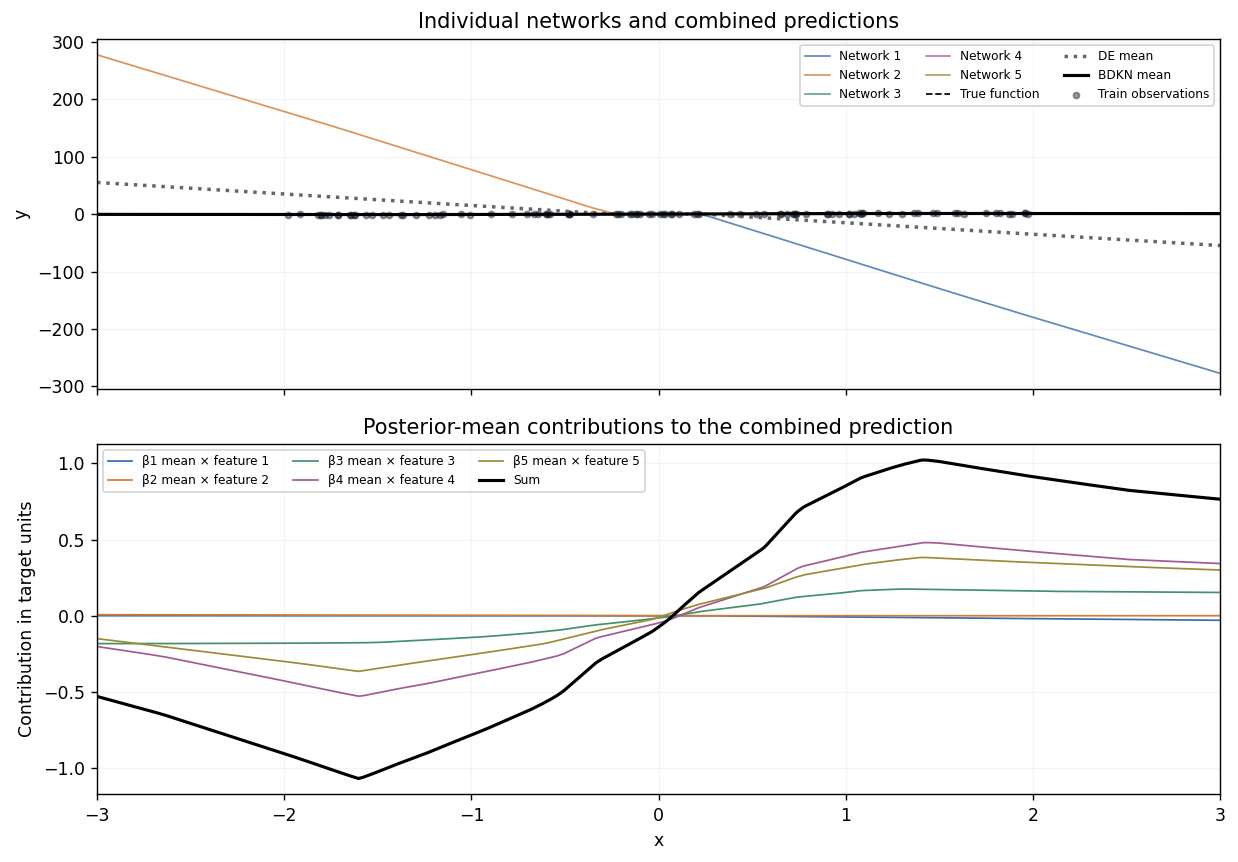 Individual networks and combined predictions
300
200
100
0
−100
−200
−300
y
Network 1
Network 2
Network 3
Network 4
Network 5
True function
DE mean
BDKN mean
Train observations
Posterior-mean contributions to the combined prediction
1.0
0.5
0.0
−0.5
−1.0
Contribution in target units
β1 mean × feature 1
β2 mean × feature 2
β3 mean × feature 3
β4 mean × feature 4
β5 mean × feature 5
Sum
−3
−2
−1
0
1
2
3
x